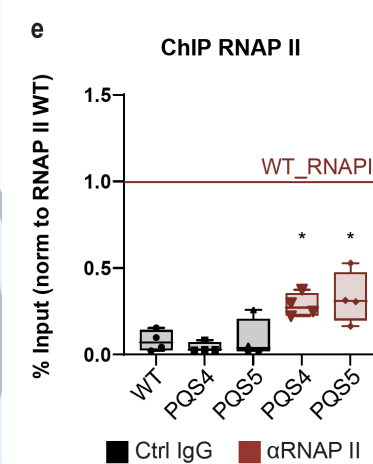 e
ChIP RNAP II
% Input (norm to RNAP II WT)
1.5
1.0
0.5
0.0
WT_RNAPI
* *
WT PQS4 PQS5 PQS4 PQS5
Ctrl IgG αRNAP II